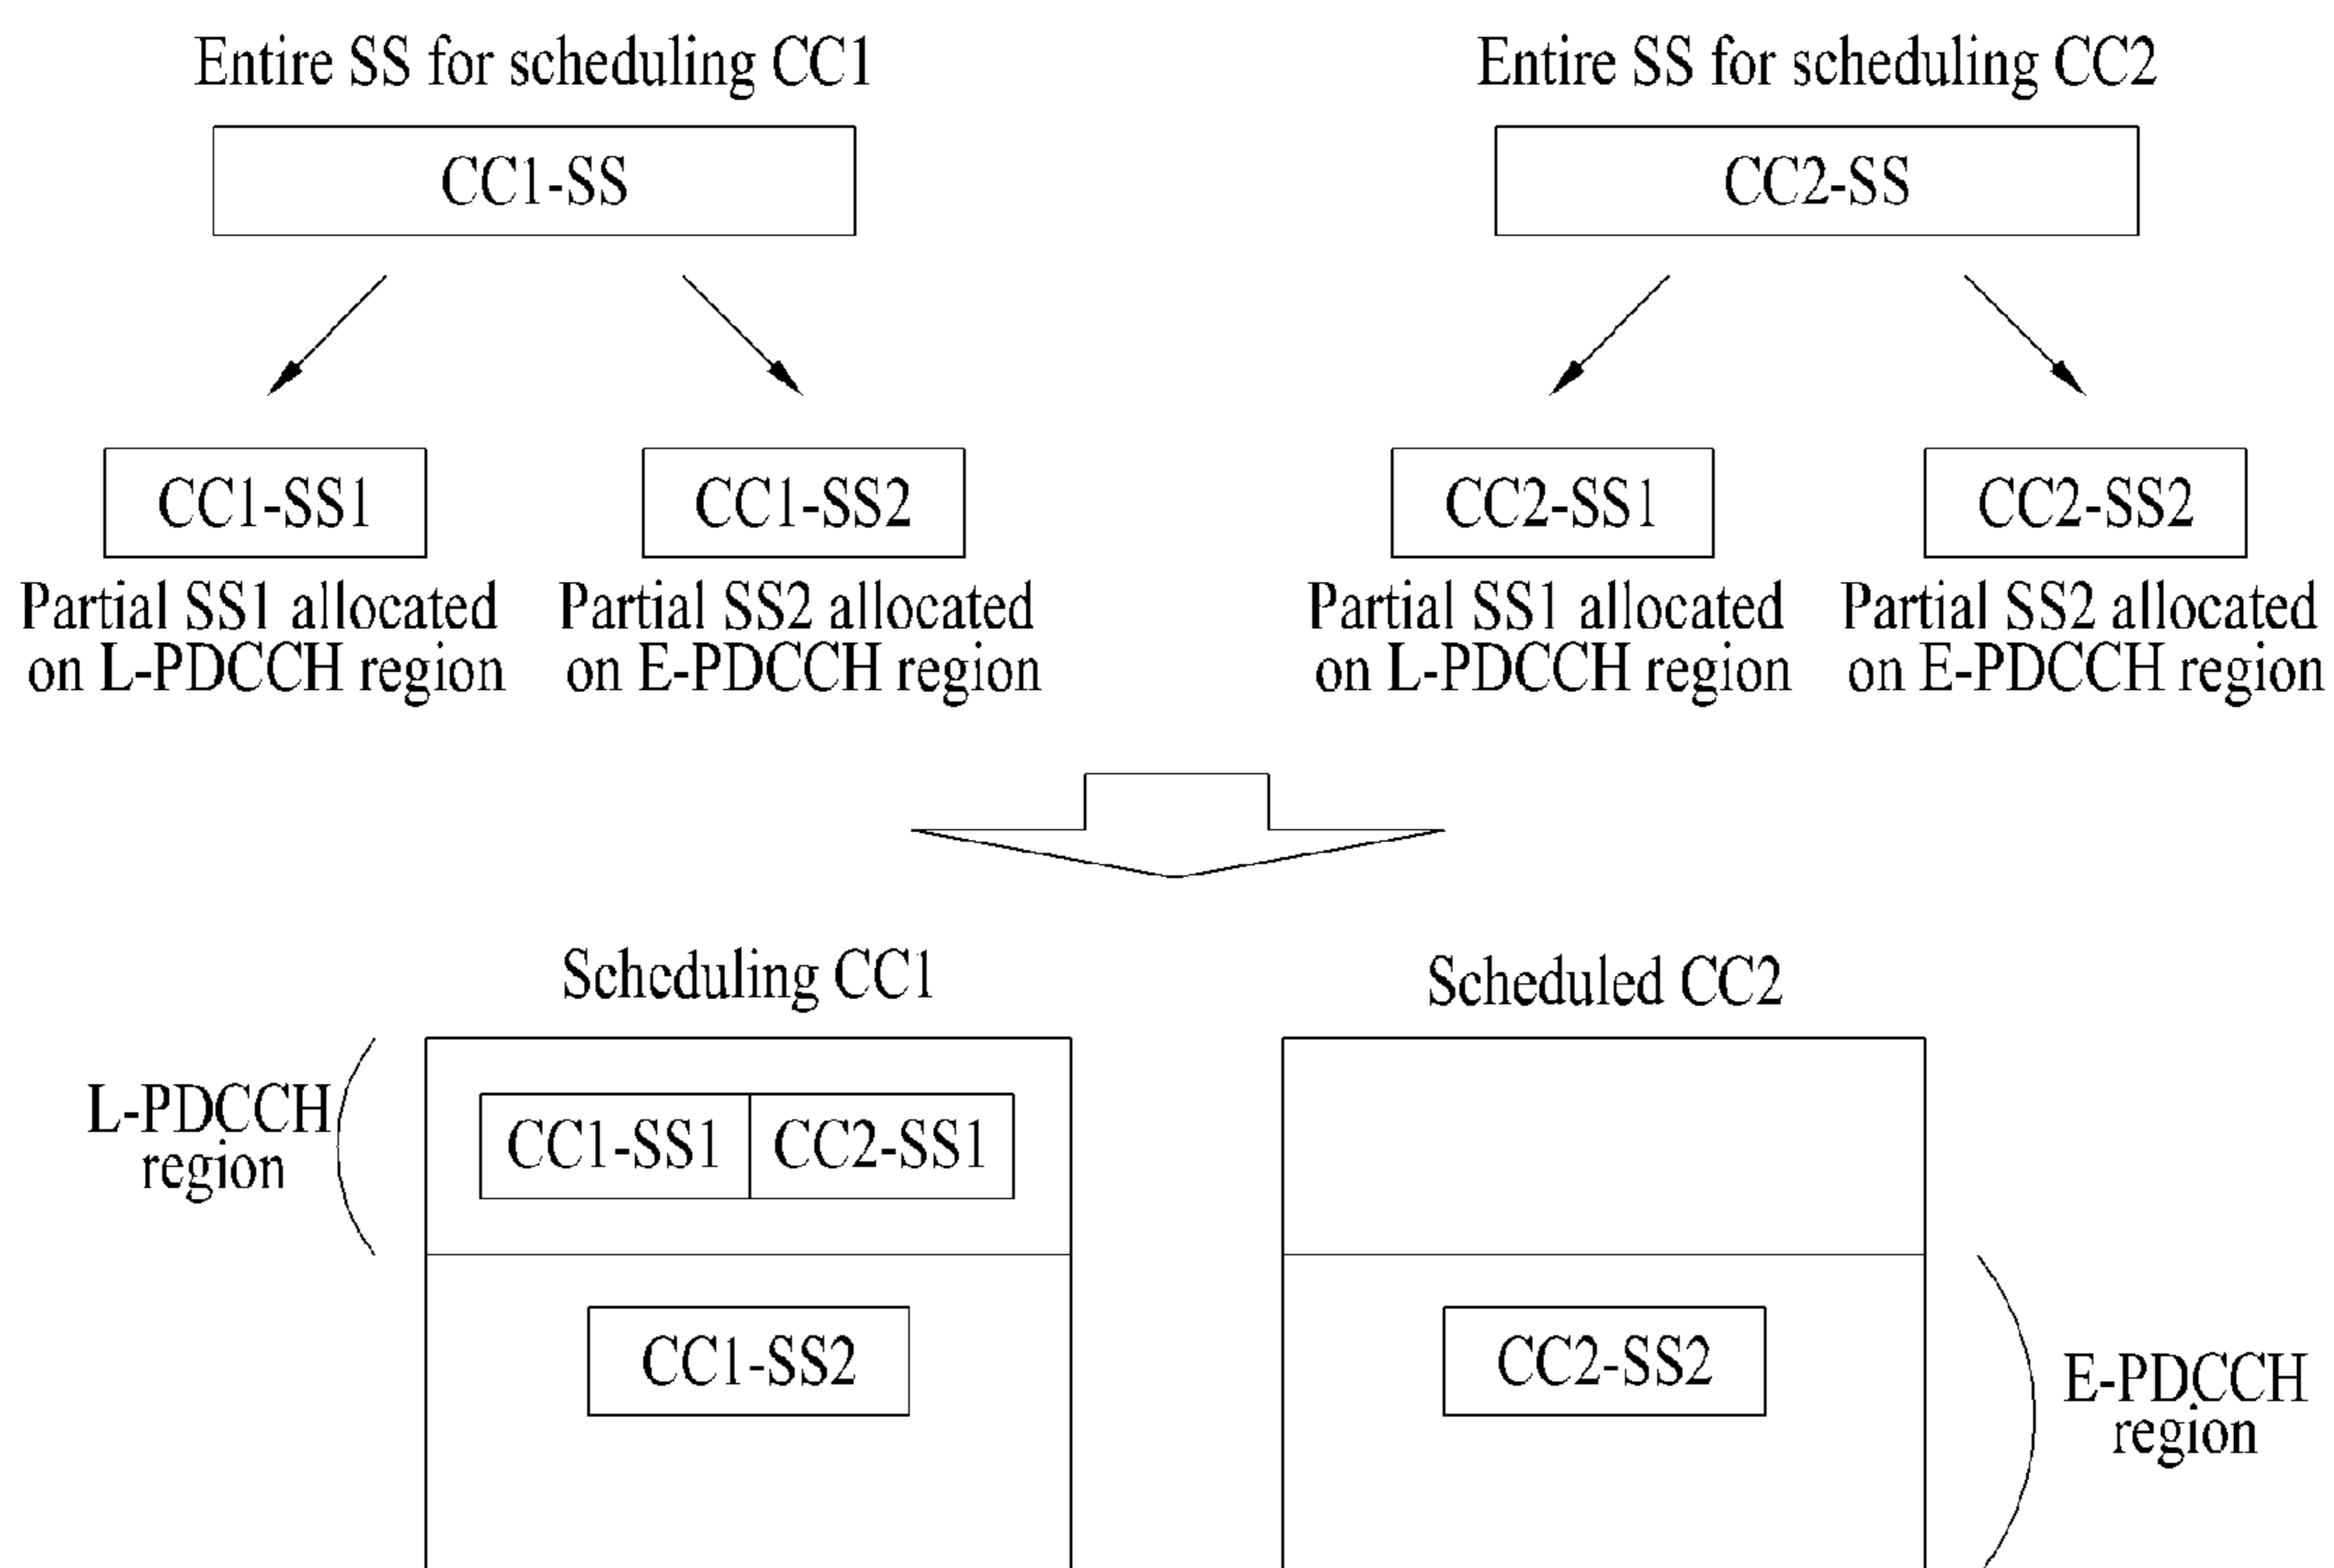 Entire SS for scheduling CC1
Entire SS for scheduling CC2
CC1-SS
CC2-SS
CC1-SS1
CC1-SS2
CC2-SS1
CC2-SS2
Partial SS1 allocated
on L-PDCCH region
Partial SS2 allocated
on E-PDCCH region
Partial SS1 allocated
on L-PDCCH region
Partial SS2 allocated
on E-PDCCH region
Scheduling CC1
Scheduled CC2
L-PDCCH
region
CC1-SS1
CC2-SS1
CC1-SS2
CC2-SS2
E-PDCCH
region